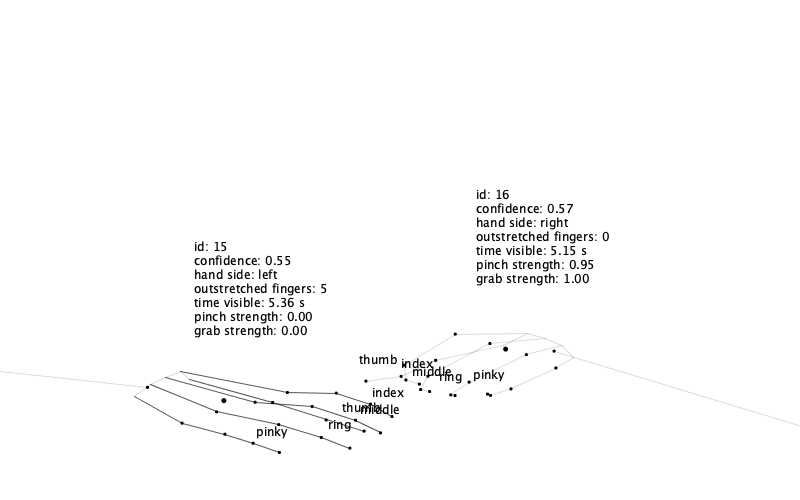 id: 16
confidence: 0.57
hand side: right
outstretched fingers: 0
time visible: 5.15 s
pinch strength: 0.95
grab strength: 1.00
id: 15
confidence: 0.55
hand side: left
outstretched fingers: 5
time visible: 5.36 s
pinch strength: 0.00
grab strength: 0.00
thumb
index
middle
ring
pinky
index
thumb
middle
ring
pinky